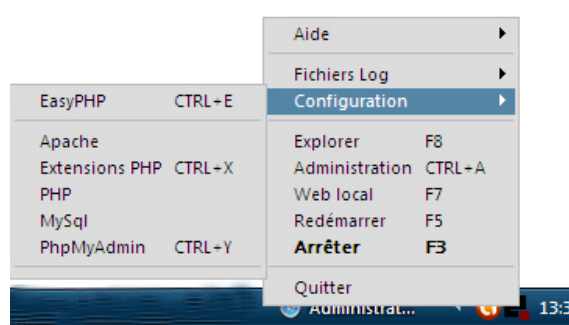 Aide
Fichiers Log
Configuration
EasyPHP CTRL+E
Apache
Extensions PHP CTRL+X
PHP
MySql
PhpMyAdmin CTRL+Y
Explorer F8
Administration CTRL+A
Web local F7
Redémarrer F5
Arrêter F3
Quitter
Administrat...
13:3